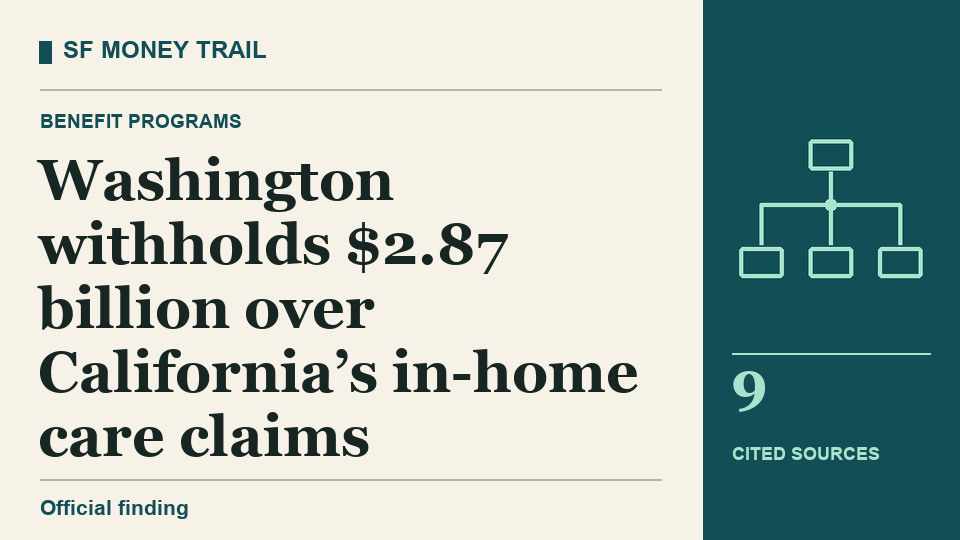 SF MONEY TRAIL
BENEFIT PROGRAMS
Washington
withholds $2.87
billion over
California’s in-home
care claims
Official finding
9
CITED SOURCES